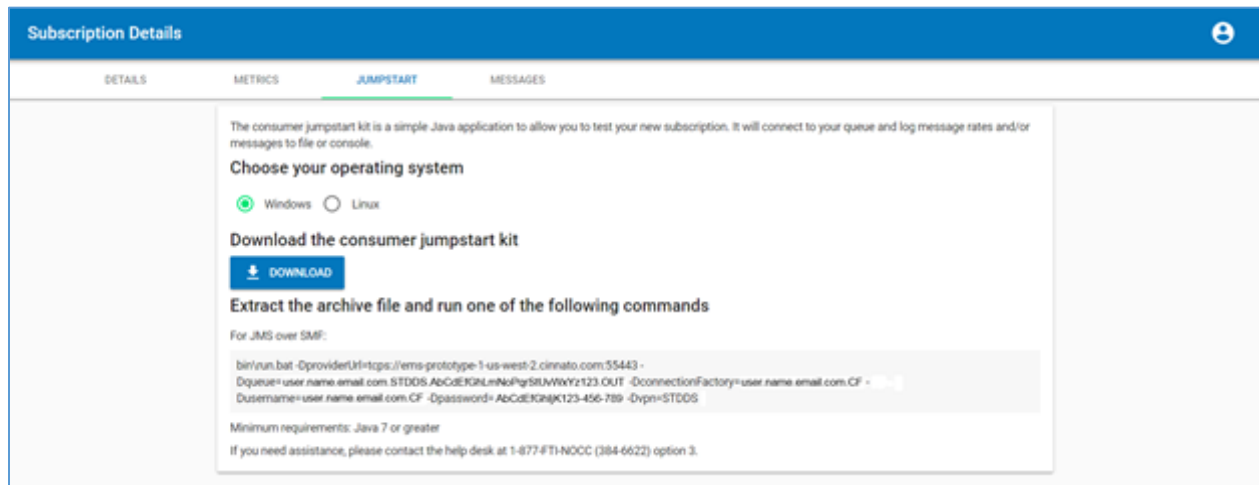 Subscription Details
DETAILS METRICS JUMPSTART MESSAGES
The consumer jumpstart kit is a simple Java application to allow you to test your new subscription. It will connect to your queue and log message rates and/or
messages to file or console.
Choose your operating system
Windows Linux
Download the consumer jumpstart kit
DOWNLOAD
Extract the archive file and run one of the following commands
For JMS over SMF:
bin\run.bat -DproviderUrl=tcps://ems-prototype-1-us-west-2.cinnato.com:55443 -
Dqueue=user.name.email.com.STDDS.AbCdEfGhLmNoPqrStUvWxYz123.OUT -DconnectionFactory=user.name.email.com.CF -
Dusername=user.name.email.com.CF -Dpassword= AbCdEfGhIjK123-456-789 -Dvpn=STDDS
Minimum requirements: Java 7 or greater
If you need assistance, please contact the help desk at 1-877-FTI-NOCC (384-6622) option 3.